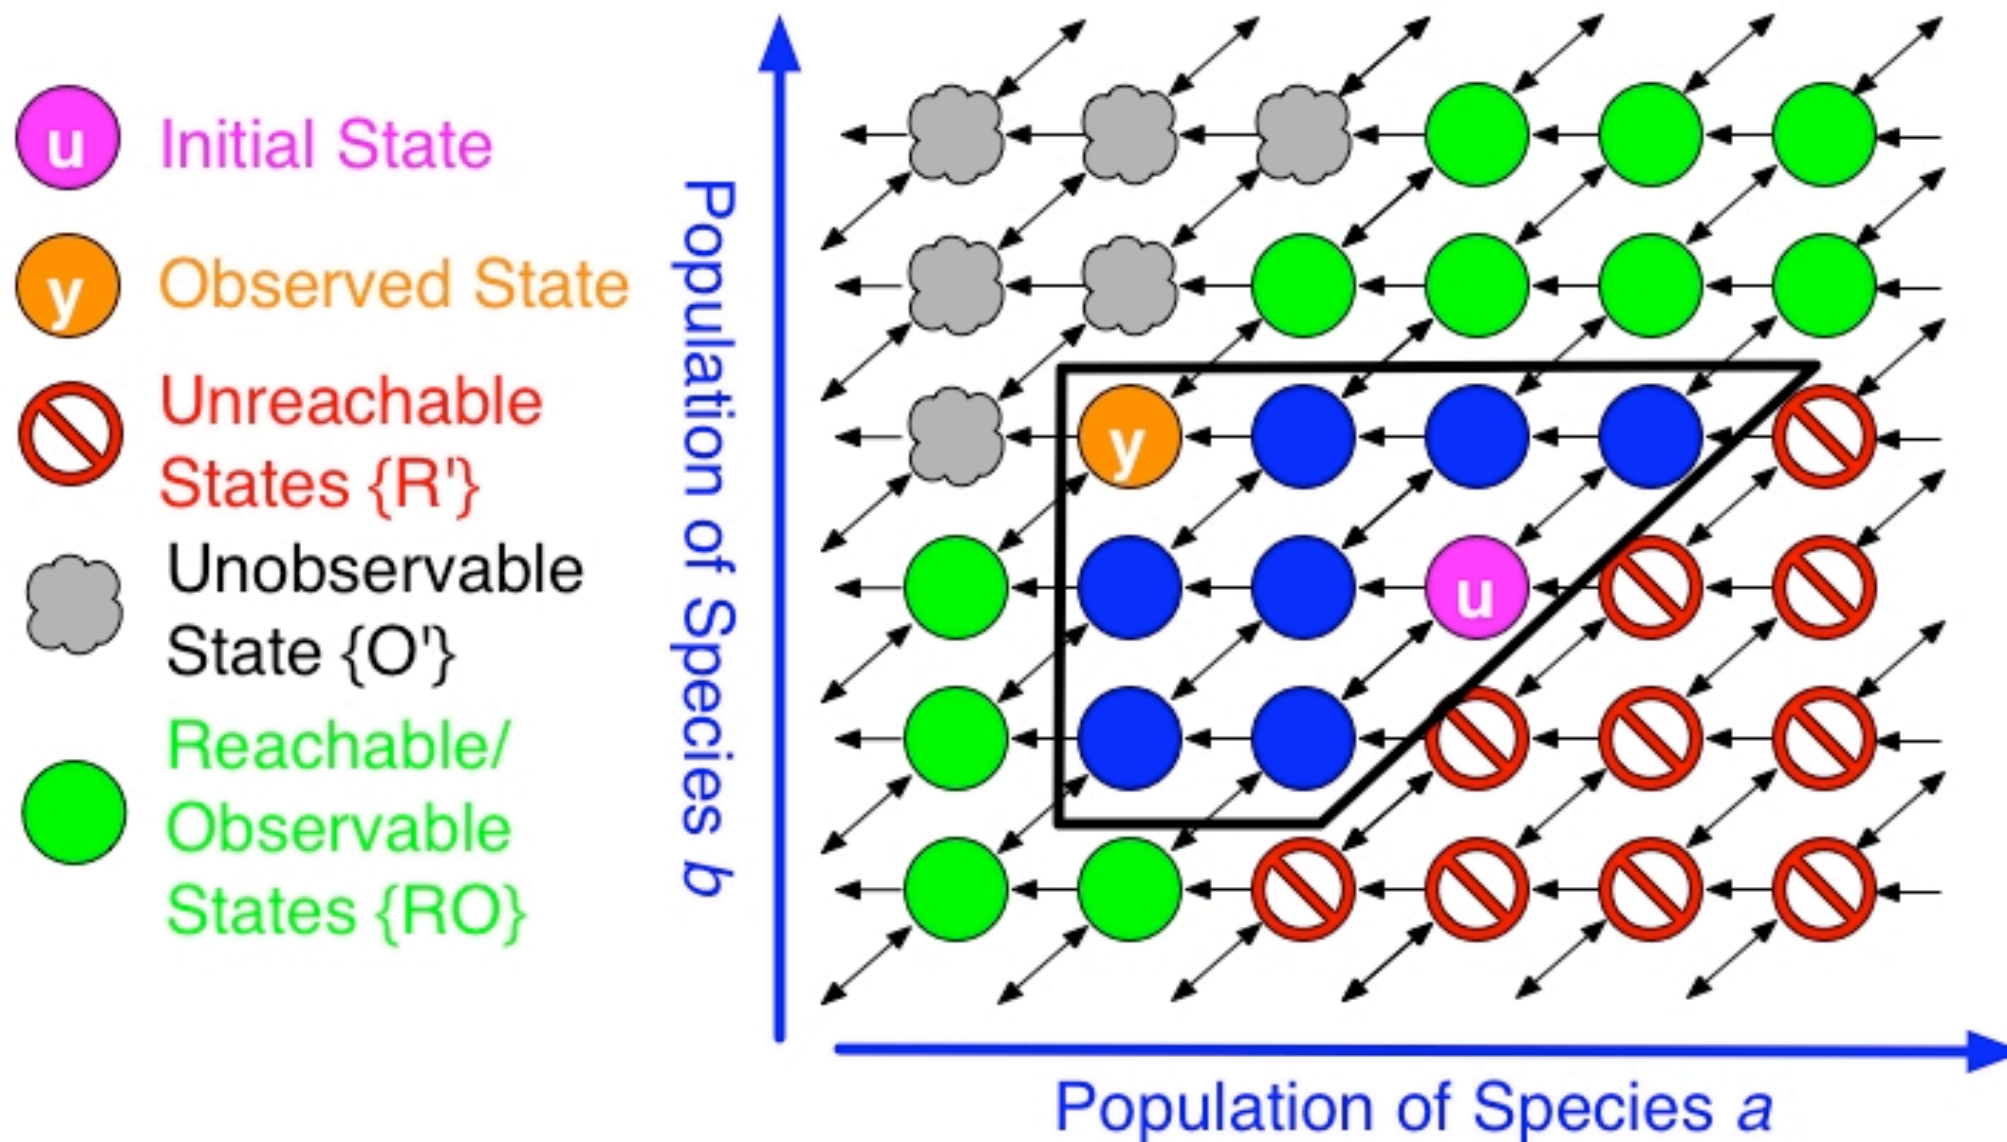 u Initial State
y Observed State
Unreachable
States {R'}
Unobservable
State {O'}
Reachable/
Observable
States {RO}
Population of Species b
y
u
Population of Species a